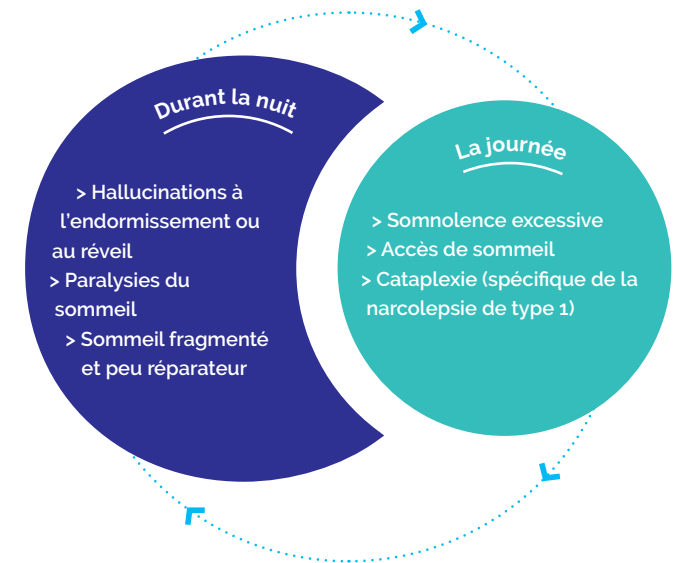 Durant la nuit
> Hallucinations à
l’endormissement ou
au réveil
> Paralysies du
sommeil
> Sommeil fragmenté
et peu réparateur
La journée
> Somnolence excessive
> Accès de sommeil
> Cataplexie (spécifique de la
narcolepsie de type 1)